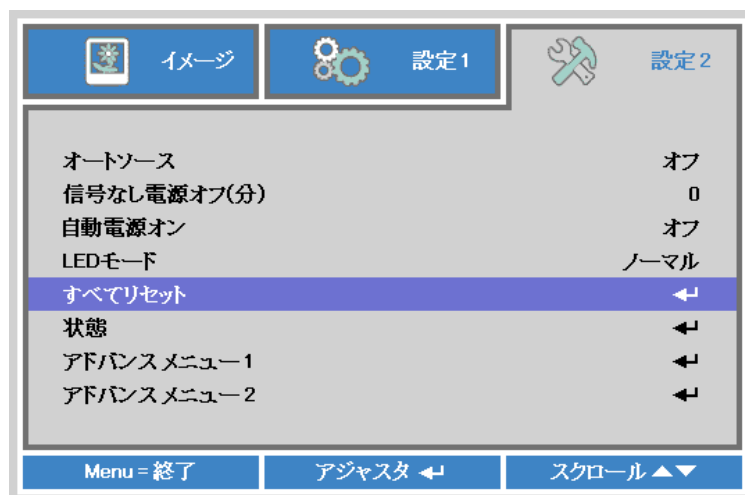 イメージ 設定1 設定2
オートソース オフ
信号なし電源オフ(分) 0
自動電源オン オフ
LEDモード ノーマル
すべてリセット
状態
アドバンス メニュー1
アドバンス メニュー2
Menu = 終了 アジャスタ スクロール▲▼